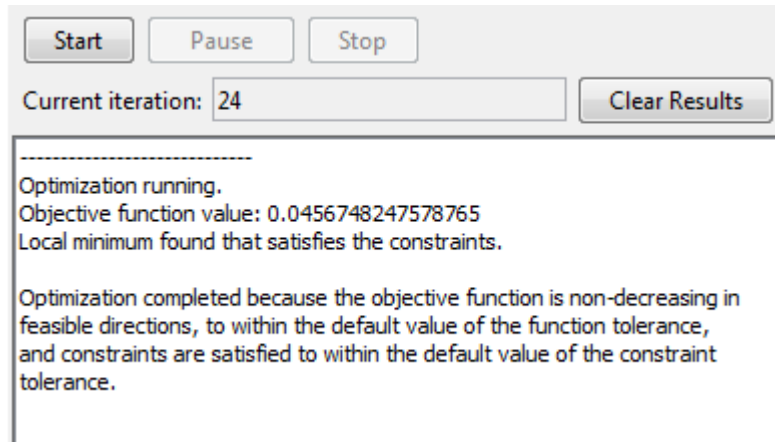 Start Pause Stop
Current iteration: 24 Clear Results
------------------------------
Optimization running.
Objective function value: 0.0456748247578765
Local minimum found that satisfies the constraints.
Optimization completed because the objective function is non-decreasing in
feasible directions, to within the default value of the function tolerance,
and constraints are satisfied to within the default value of the constraint
tolerance.